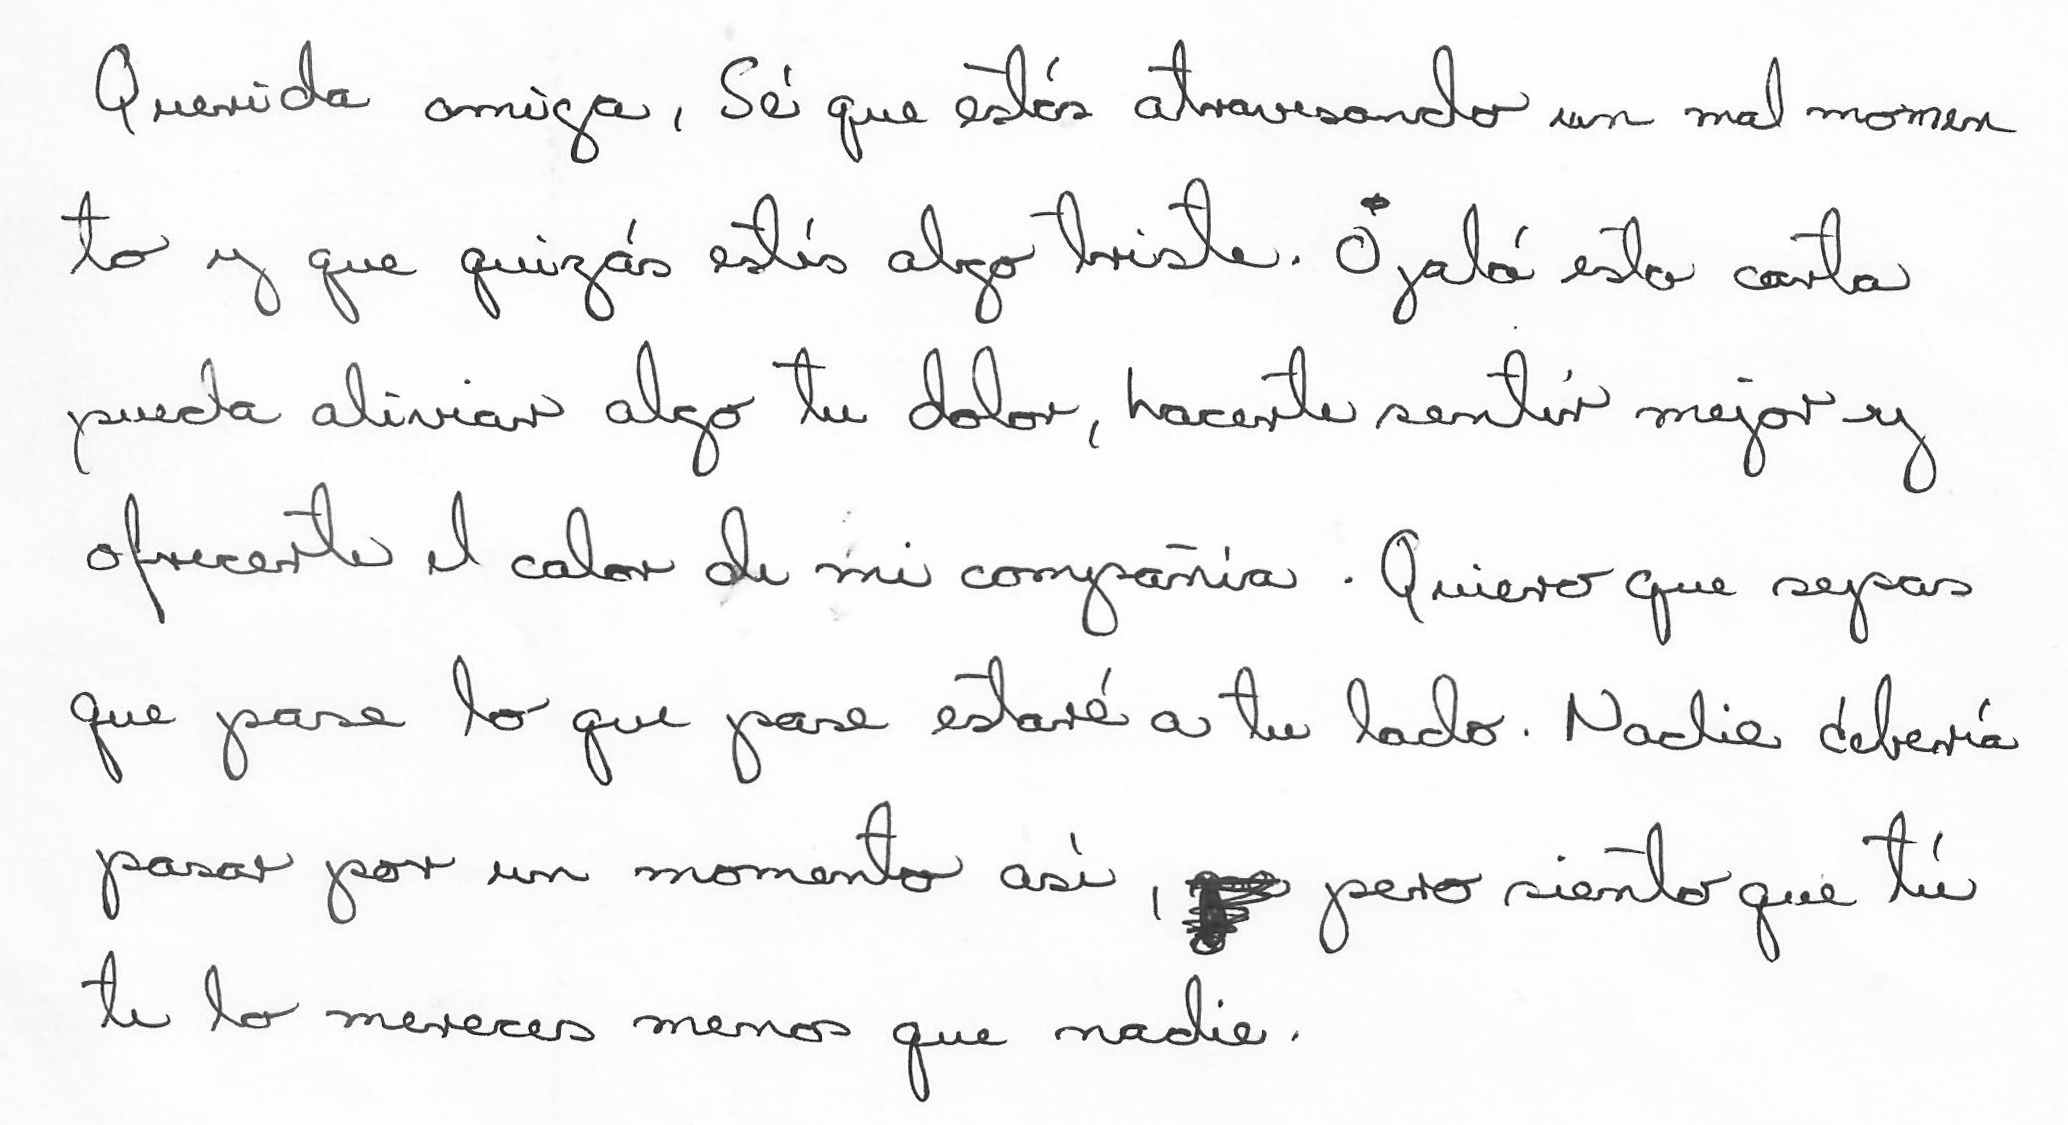 Querida amiga, Sé que estás atravesando un mal momen
to y que quizás estés algo triste. Ojalá esta carta
pueda aliviar algo tu dolor, hacerte sentir mejor y
ofrecerte el calor de mi compañía. Quiero que sepas
que pase lo que pase estaré a tu lado. Nadie debería
pasar por un momento así, pero siento que tú
te lo mereces menos que nadie.